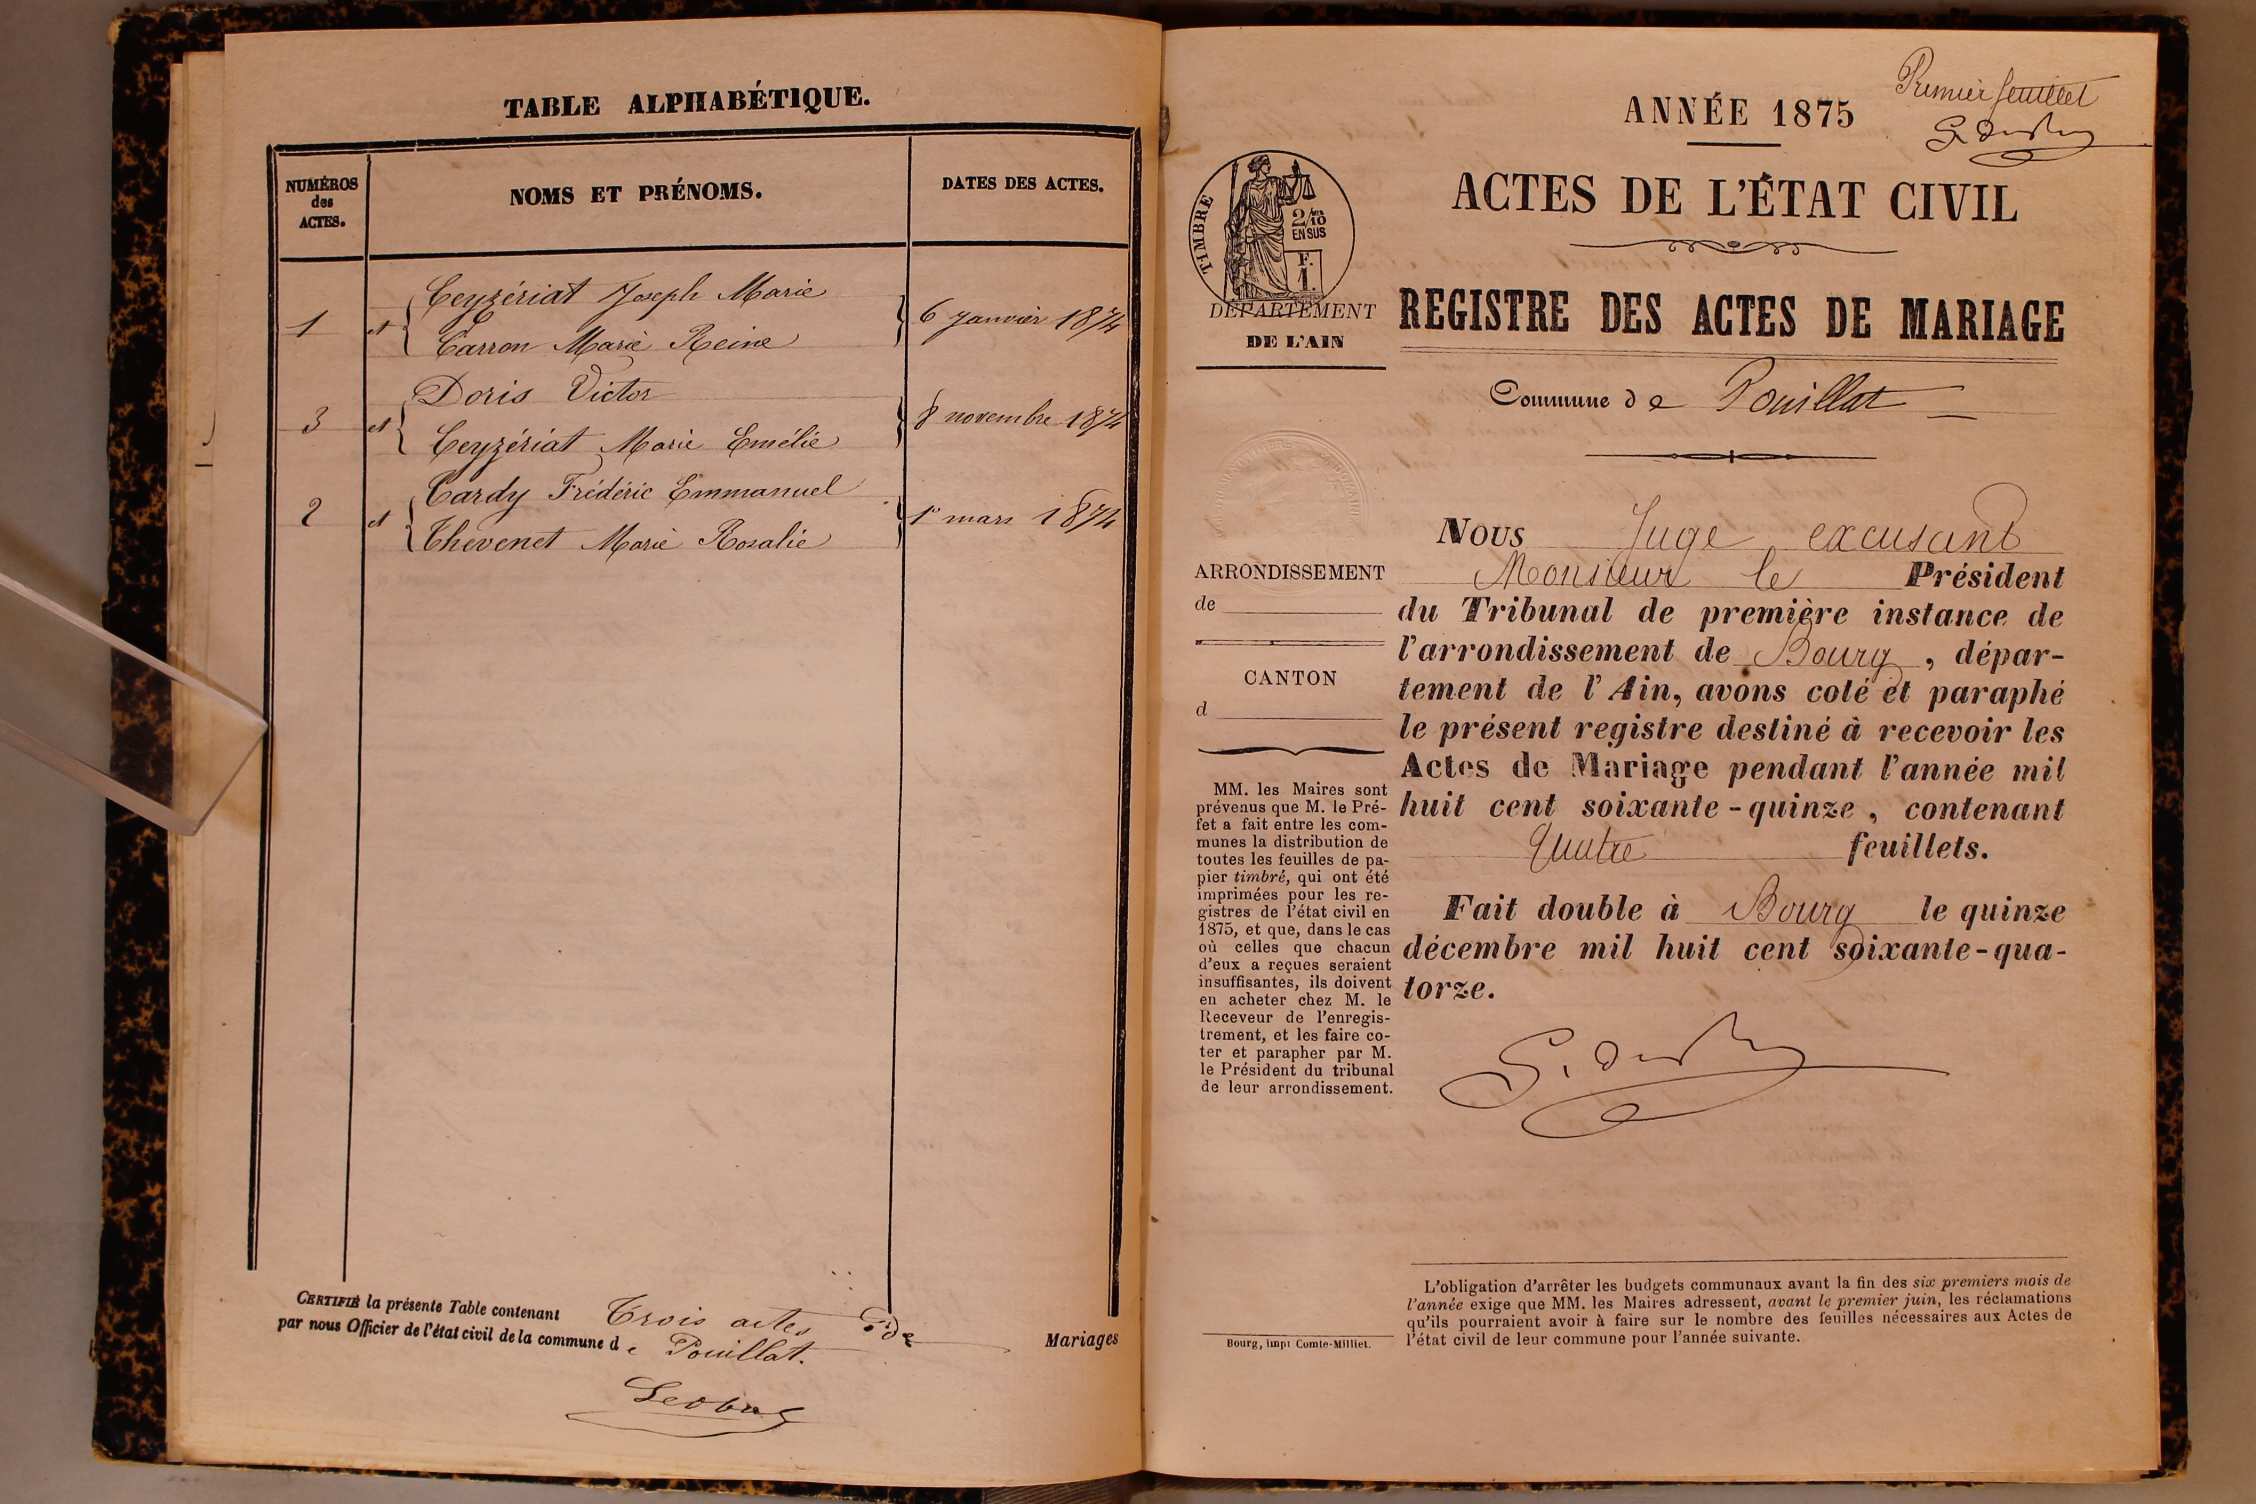 TABLE ALPHABÉTIQUE.
NUMÉROS
des
ACTES.
NOMS ET PRÉNOMS.
DATES DES ACTES.
Ceyzériat Joseph Marie
1 et 6 janvier 1874
Carron Marie Reine
Doris Victor
3 et 8 novembre 1874
Ceyzériat Marie Emélie
Cardy Frédéric Emmanuel
2 et 1er mars 1874
Thevenet Marie Rosalie
CERTIFIÉ la présente Table contenant Trois actes de Mariages
par nous Officier de l'état civil de la commune de Pouillat.
Premier feuillet
ANNÉE 1875
ACTES DE L'ÉTAT CIVIL
TIMBRE
2/10
EN SUS
F.
1.
DÉPARTEMENT
DE L'AIN
REGISTRE DES ACTES DE MARIAGE
Commune de Pouillat
ARRONDISSEMENT
de
CANTON
d
MM. les Maires sont
prévenus que M. le Pré-
fet a fait entre les com-
munes la distribution de
toutes les feuilles de pa-
pier timbré, qui ont été
imprimées pour les re-
gistres de l'état civil en
1875, et que, dans le cas
où celles que chacun
d'eux a reçues seraient
insuffisantes, ils doivent
en acheter chez M. le
Receveur de l'enregis-
trement, et les faire co-
ter et parapher par M.
le Président du tribunal
de leur arrondissement.
Nous Juge excusant
Monsieur le Président
du Tribunal de première instance de
l'arrondissement de Bourg, dépar-
tement de l'Ain, avons coté et paraphé
le présent registre destiné à recevoir les
Actes de Mariage pendant l'année mil
huit cent soixante-quinze, contenant
quatre feuillets.
Fait double à Bourg le quinze
décembre mil huit cent soixante-qua-
torze.
L'obligation d'arrêter les budgets communaux avant la fin des six premiers mois de
l'année exige que MM. les Maires adressent, avant le premier juin, les réclamations
qu'ils pourraient avoir à faire sur le nombre des feuilles nécessaires aux Actes de
l'état civil de leur commune pour l'année suivante.
Bourg, impr Comte-Milliet.